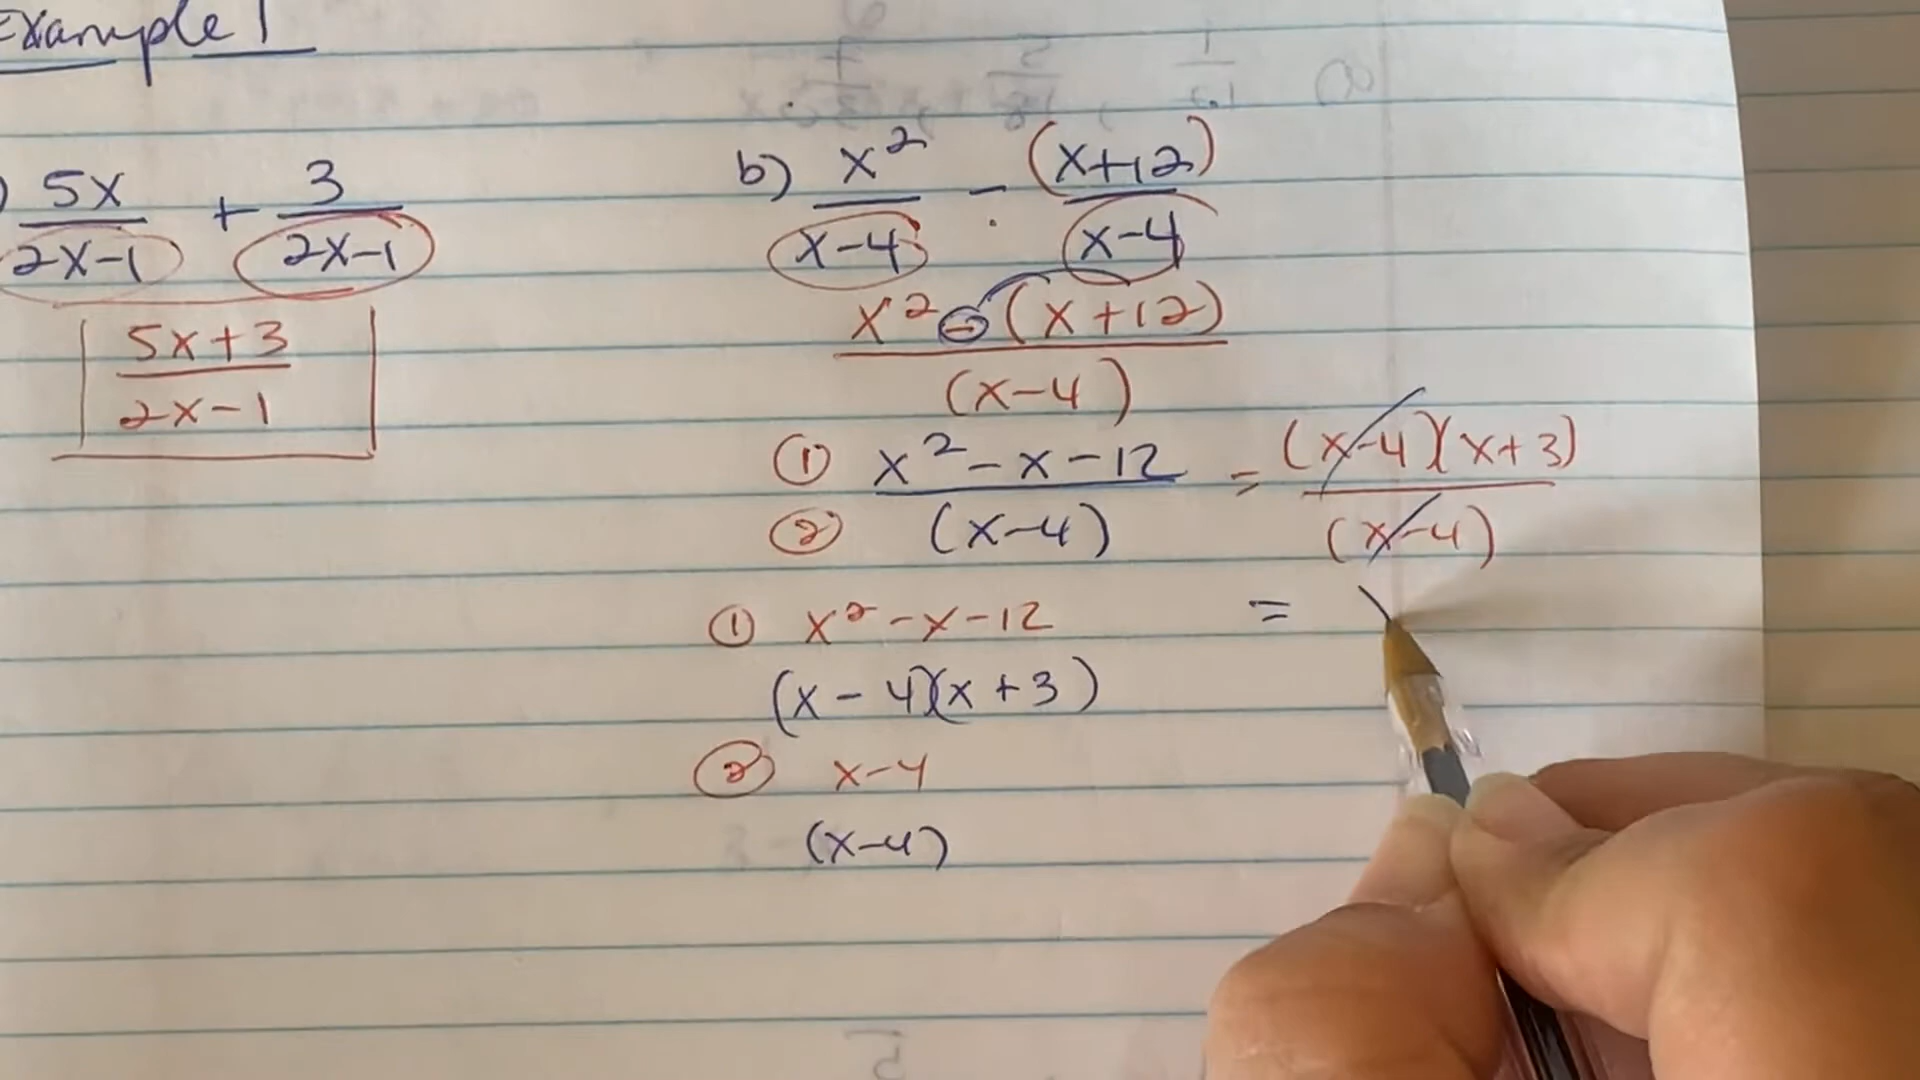 Example 1
) 5x/2x-1 + 3/2x-1
5x+3/2x-1
b) x²/x-4 - (x+12)/x-4
x² - (x+12)/(x-4)
① x² - x - 12 / ② (x-4) = (x-4)(x+3)/(x-4)
① x² - x - 12 =
(x - 4)(x + 3)
② x-4
(x-4)